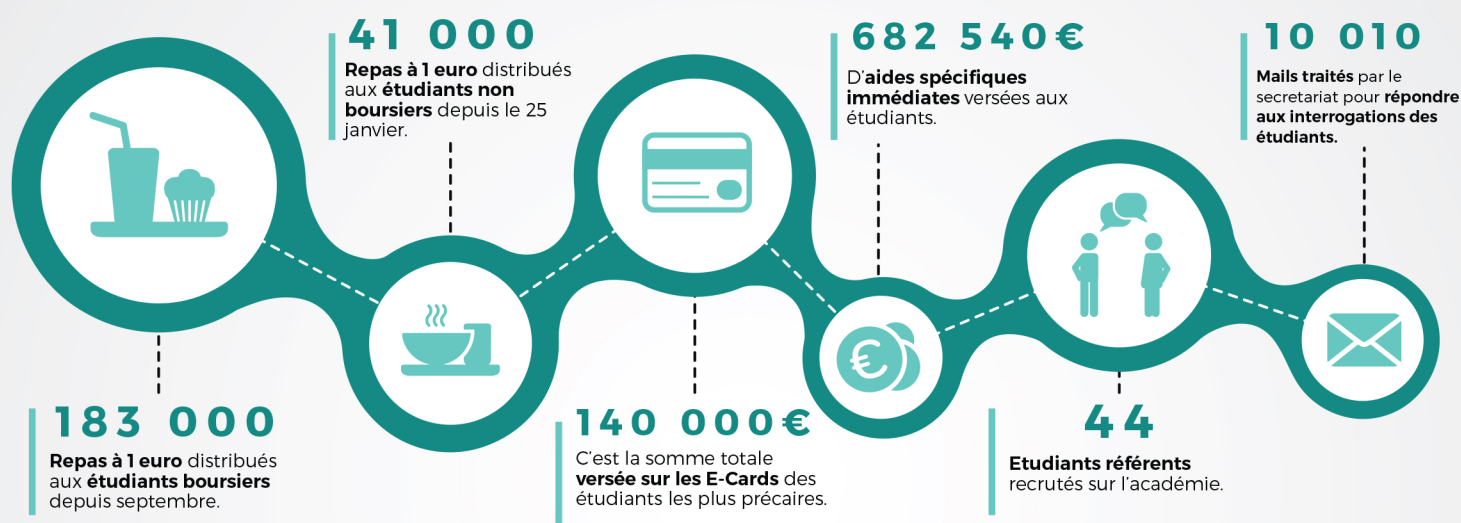 183 000
Repas à 1 euro distribués
aux étudiants boursiers
depuis septembre.
41 000
Repas à 1 euro distribués
aux étudiants non
boursiers depuis le 25
janvier.
140 000€
C'est la somme totale
versée sur les E-Cards des
étudiants les plus précaires.
682 540€
D'aides spécifiques
immédiates versées aux
étudiants.
44
Etudiants référents
recrutés sur l'académie.
10 010
Mails traités par le
secretariat pour répondre
aux interrogations des
étudiants.